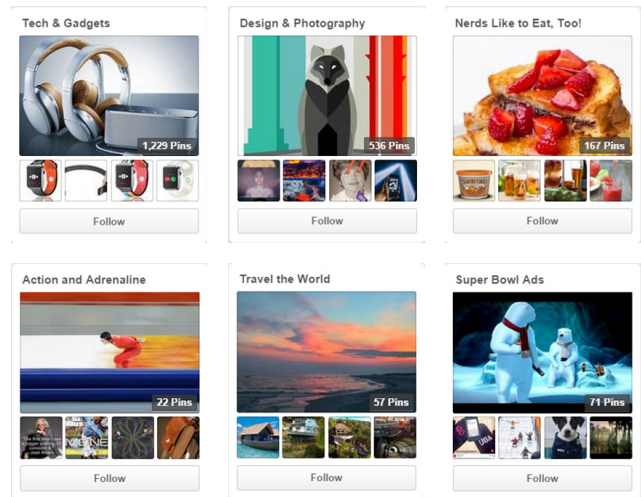 Tech & Gadgets
1,229 Pins
Follow
Design & Photography
536 Pins
Follow
Nerds Like to Eat, Too!
167 Pins
Follow
Action and Adrenaline
22 Pins
Follow
Travel the World
57 Pins
Follow
Super Bowl Ads
71 Pins
Follow